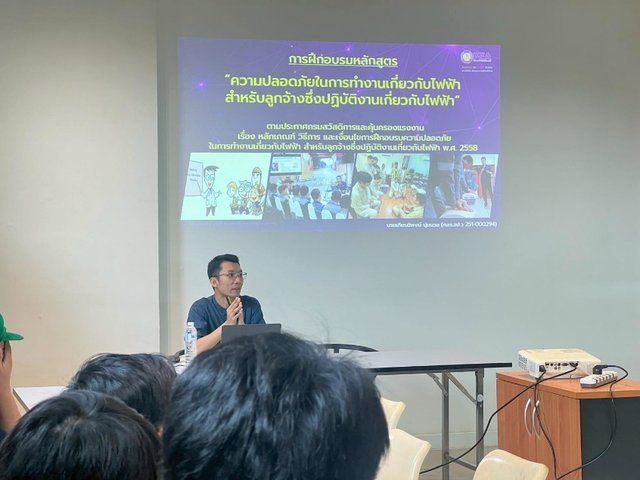 การฝึกอบรมหลักสูตร
"ความปลอดภัยในการทำงานเกี่ยวกับไฟฟ้า
สำหรับลูกจ้างซึ่งปฏิบัติงานเกี่ยวกับไฟฟ้า"
ตามประกาศกรมสวัสดิการและคุ้มครองแรงงาน
เรื่อง หลักเกณฑ์ วิธีการ และเงื่อนไขการฝึกอบรมความปลอดภัย
ในการทำงานเกี่ยวกับไฟฟ้า สำหรับลูกจ้างซึ่งปฏิบัติงานเกี่ยวกับไฟฟ้า พ.ศ. 2558
251-000294)